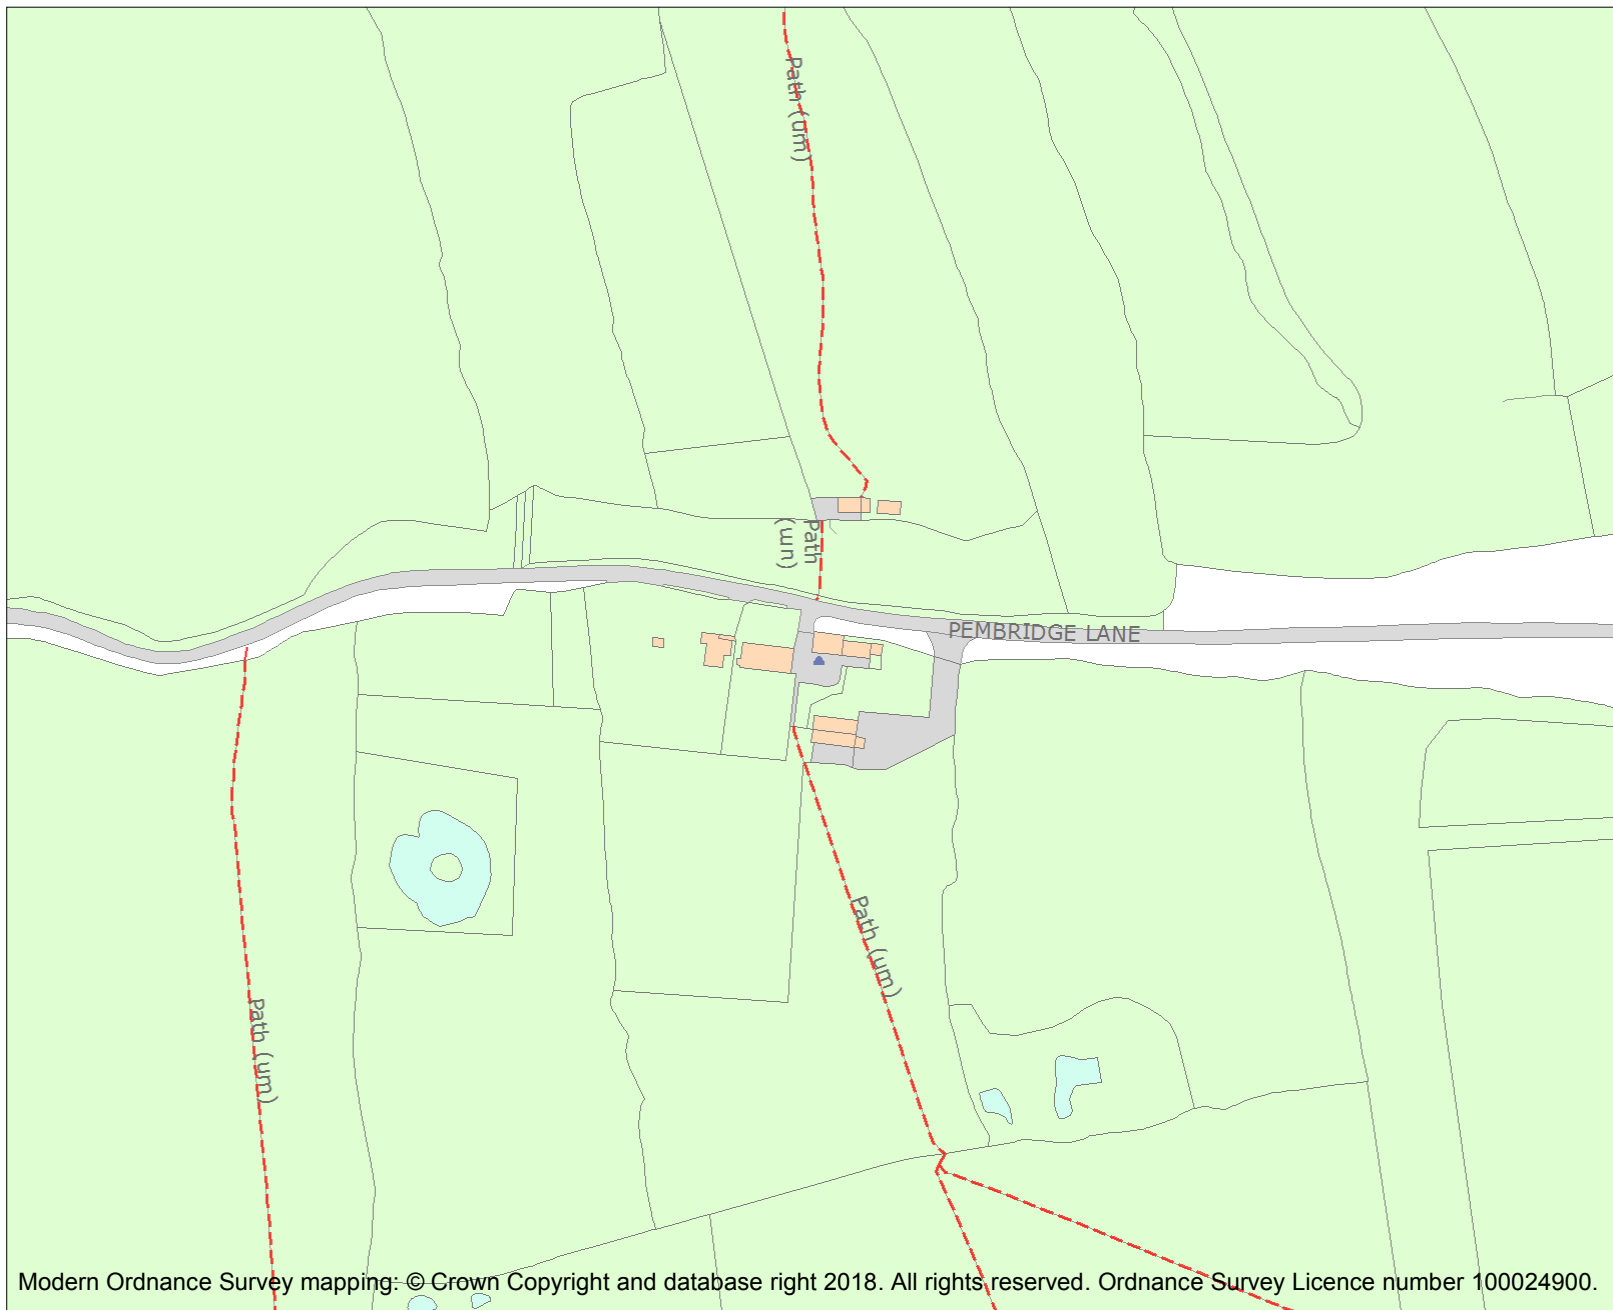 Path (um)
Path
(un)
PEMBRIDGE LANE
Path (um)
Path (um)
Modern Ordnance Survey mapping: © Crown Copyright and database right 2018. All rights reserved. Ordnance Survey Licence number 100024900.